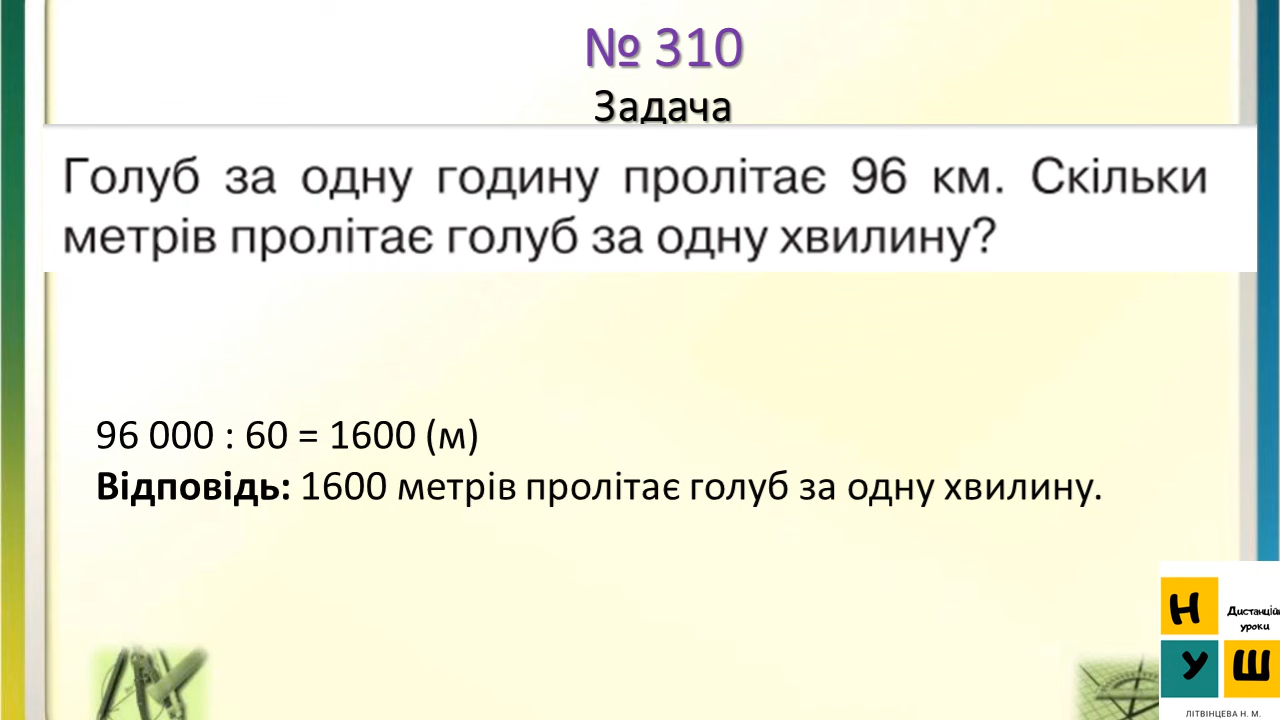 № 310
Задача
Голуб за одну годину пролітає 96 км. Скільки
метрів пролітає голуб за одну хвилину?
96 000 : 60 = 1600 (м)
Відповідь: 1600 метрів пролітає голуб за одну хвилину.
Н
уроки
У Ш
ЛІТВІНЦЕВА Н. М.